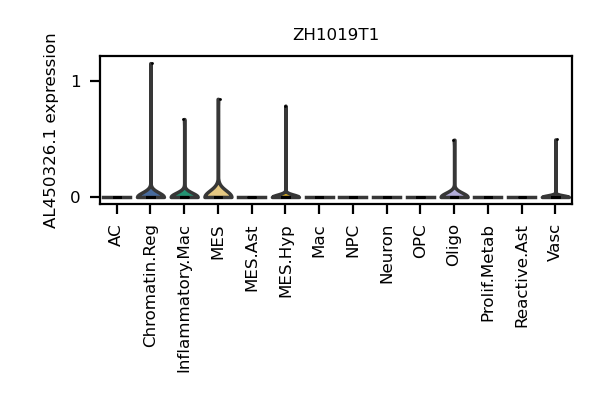 ZH1019T1
AL450326.1 expression
1
0
AC
Chromatin.Reg
Inflammatory.Mac
MES
MES.Ast
MES.Hyp
Mac
NPC
Neuron
OPC
Oligo
Prolif.Metab
Reactive.Ast
Vasc